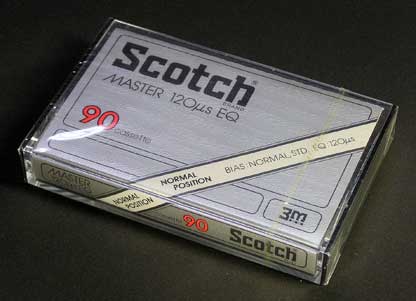 Scotch®
BRAND
MASTER 120µs EQ
90 cassette
NORMAL
POSITION
BIAS: NORMAL, STD. EQ: 120µs
3M
MASTER
NORMAL
POSITION
90
Scotch